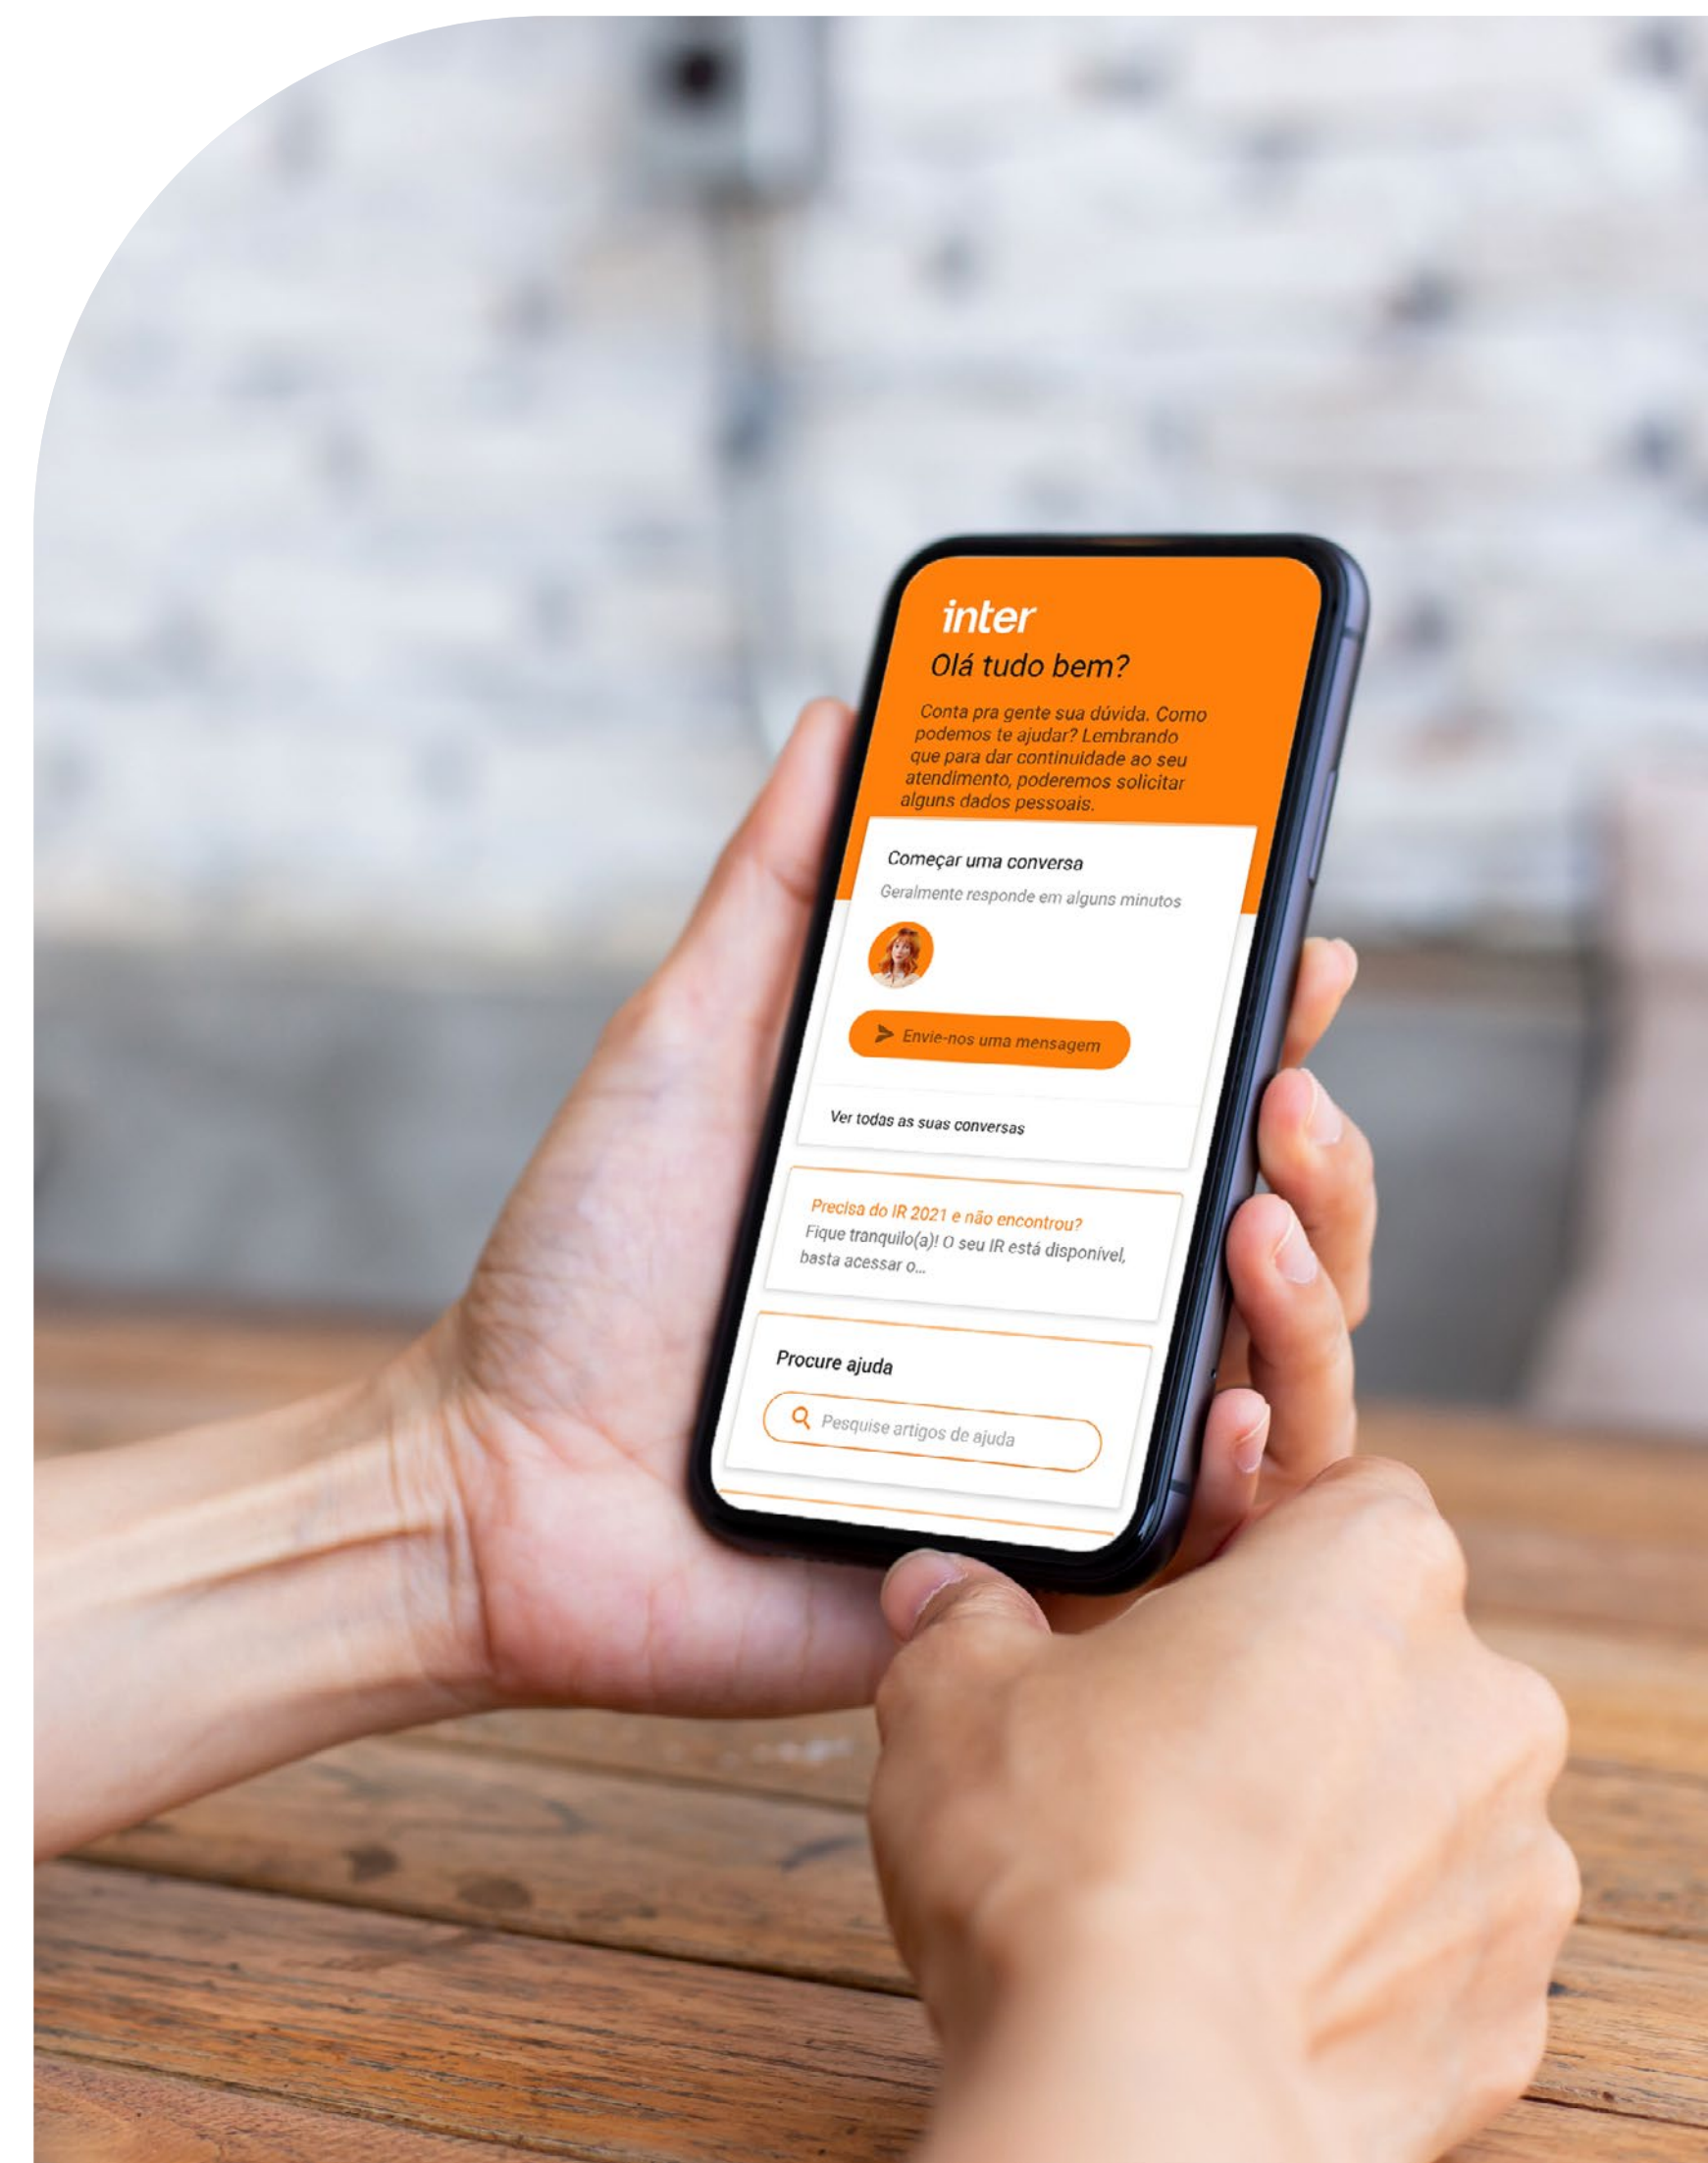 inter
Olá tudo bem?
Conta pra gente sua dúvida. Como
podemos te ajudar? Lembrando
que para dar continuidade ao seu
atendimento, poderemos solicitar
alguns dados pessoais.
Começar uma conversa
Geralmente responde em alguns minutos
Envie-nos uma mensagem
Ver todas as suas conversas
Precisa do IR 2021 e não encontrou?
Fique tranquilo(a)! O seu IR está disponível,
basta acessar o...
Procure ajuda
Pesquise artigos de ajuda